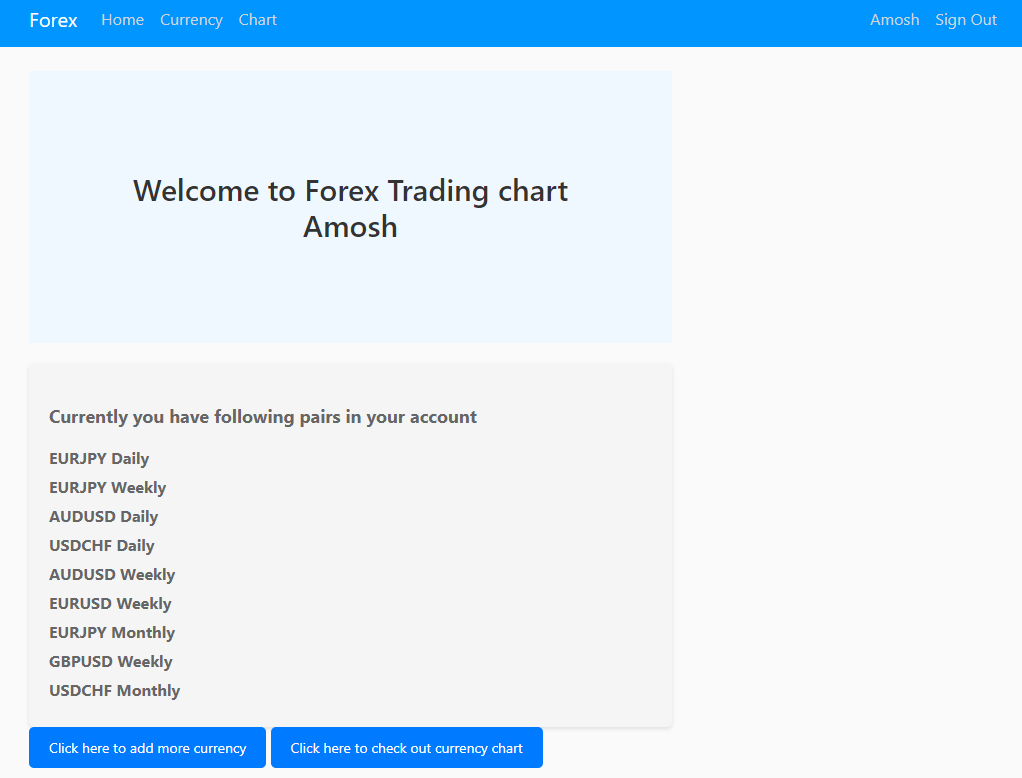 Forex Home Currency Chart Amosh Sign Out
Welcome to Forex Trading chart
Amosh
Currently you have following pairs in your account
EURJPY Daily
EURJPY Weekly
AUDUSD Daily
USDCHF Daily
AUDUSD Weekly
EURUSD Weekly
EURJPY Monthly
GBPUSD Weekly
USDCHF Monthly
Click here to add more currency Click here to check out currency chart